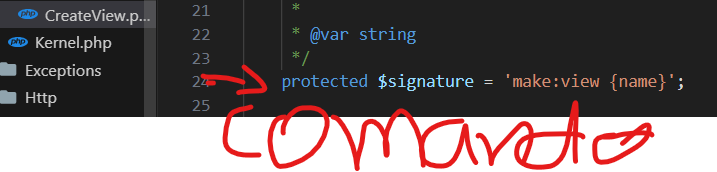 CreateView.p...
Kernel.php
Exceptions
Http
21 *
22 * @var string
23 */
24 protected $signature = 'make:view {name}';
25
comando